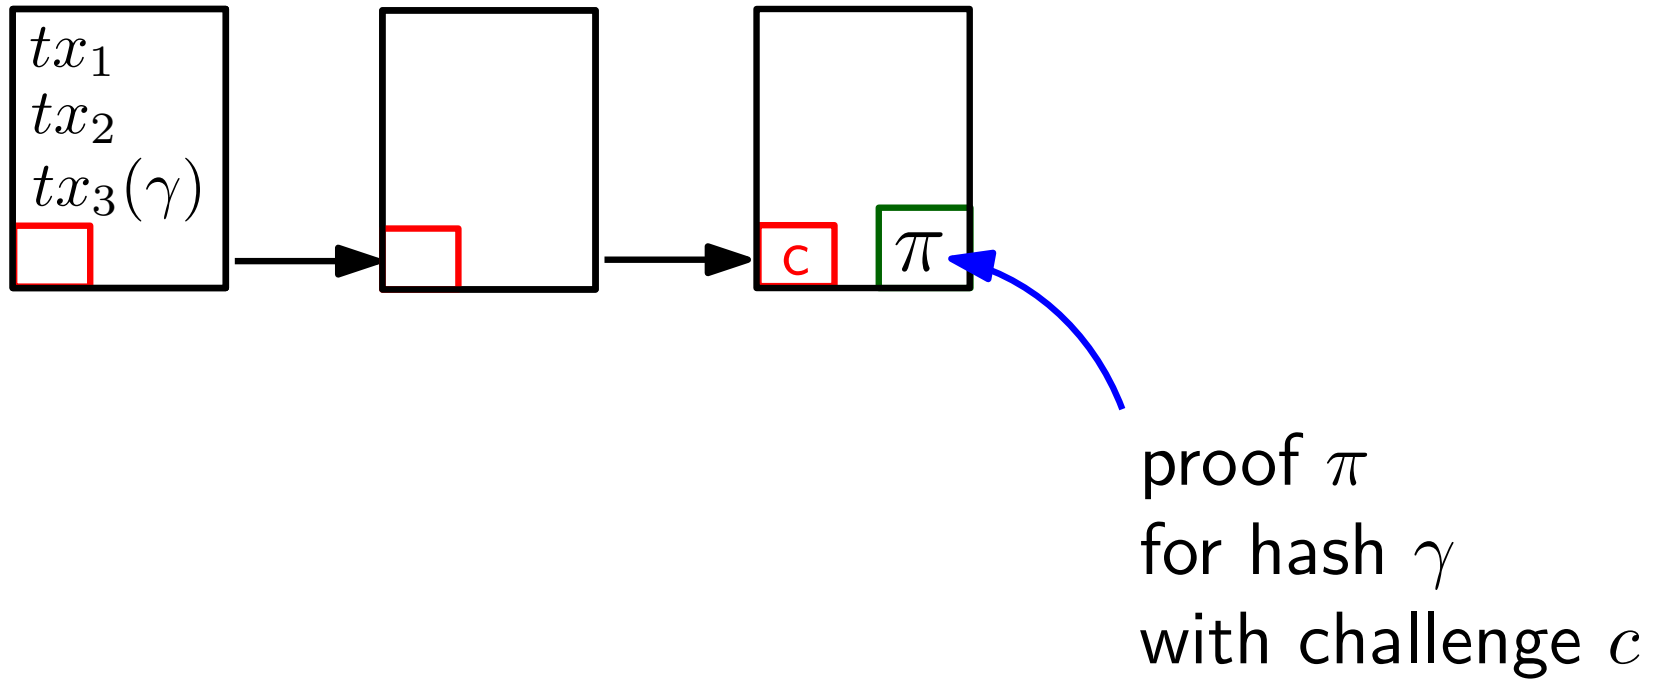 tx₁
tx₂
tx₃(γ)
c
π
proof π
for hash γ
with challenge c